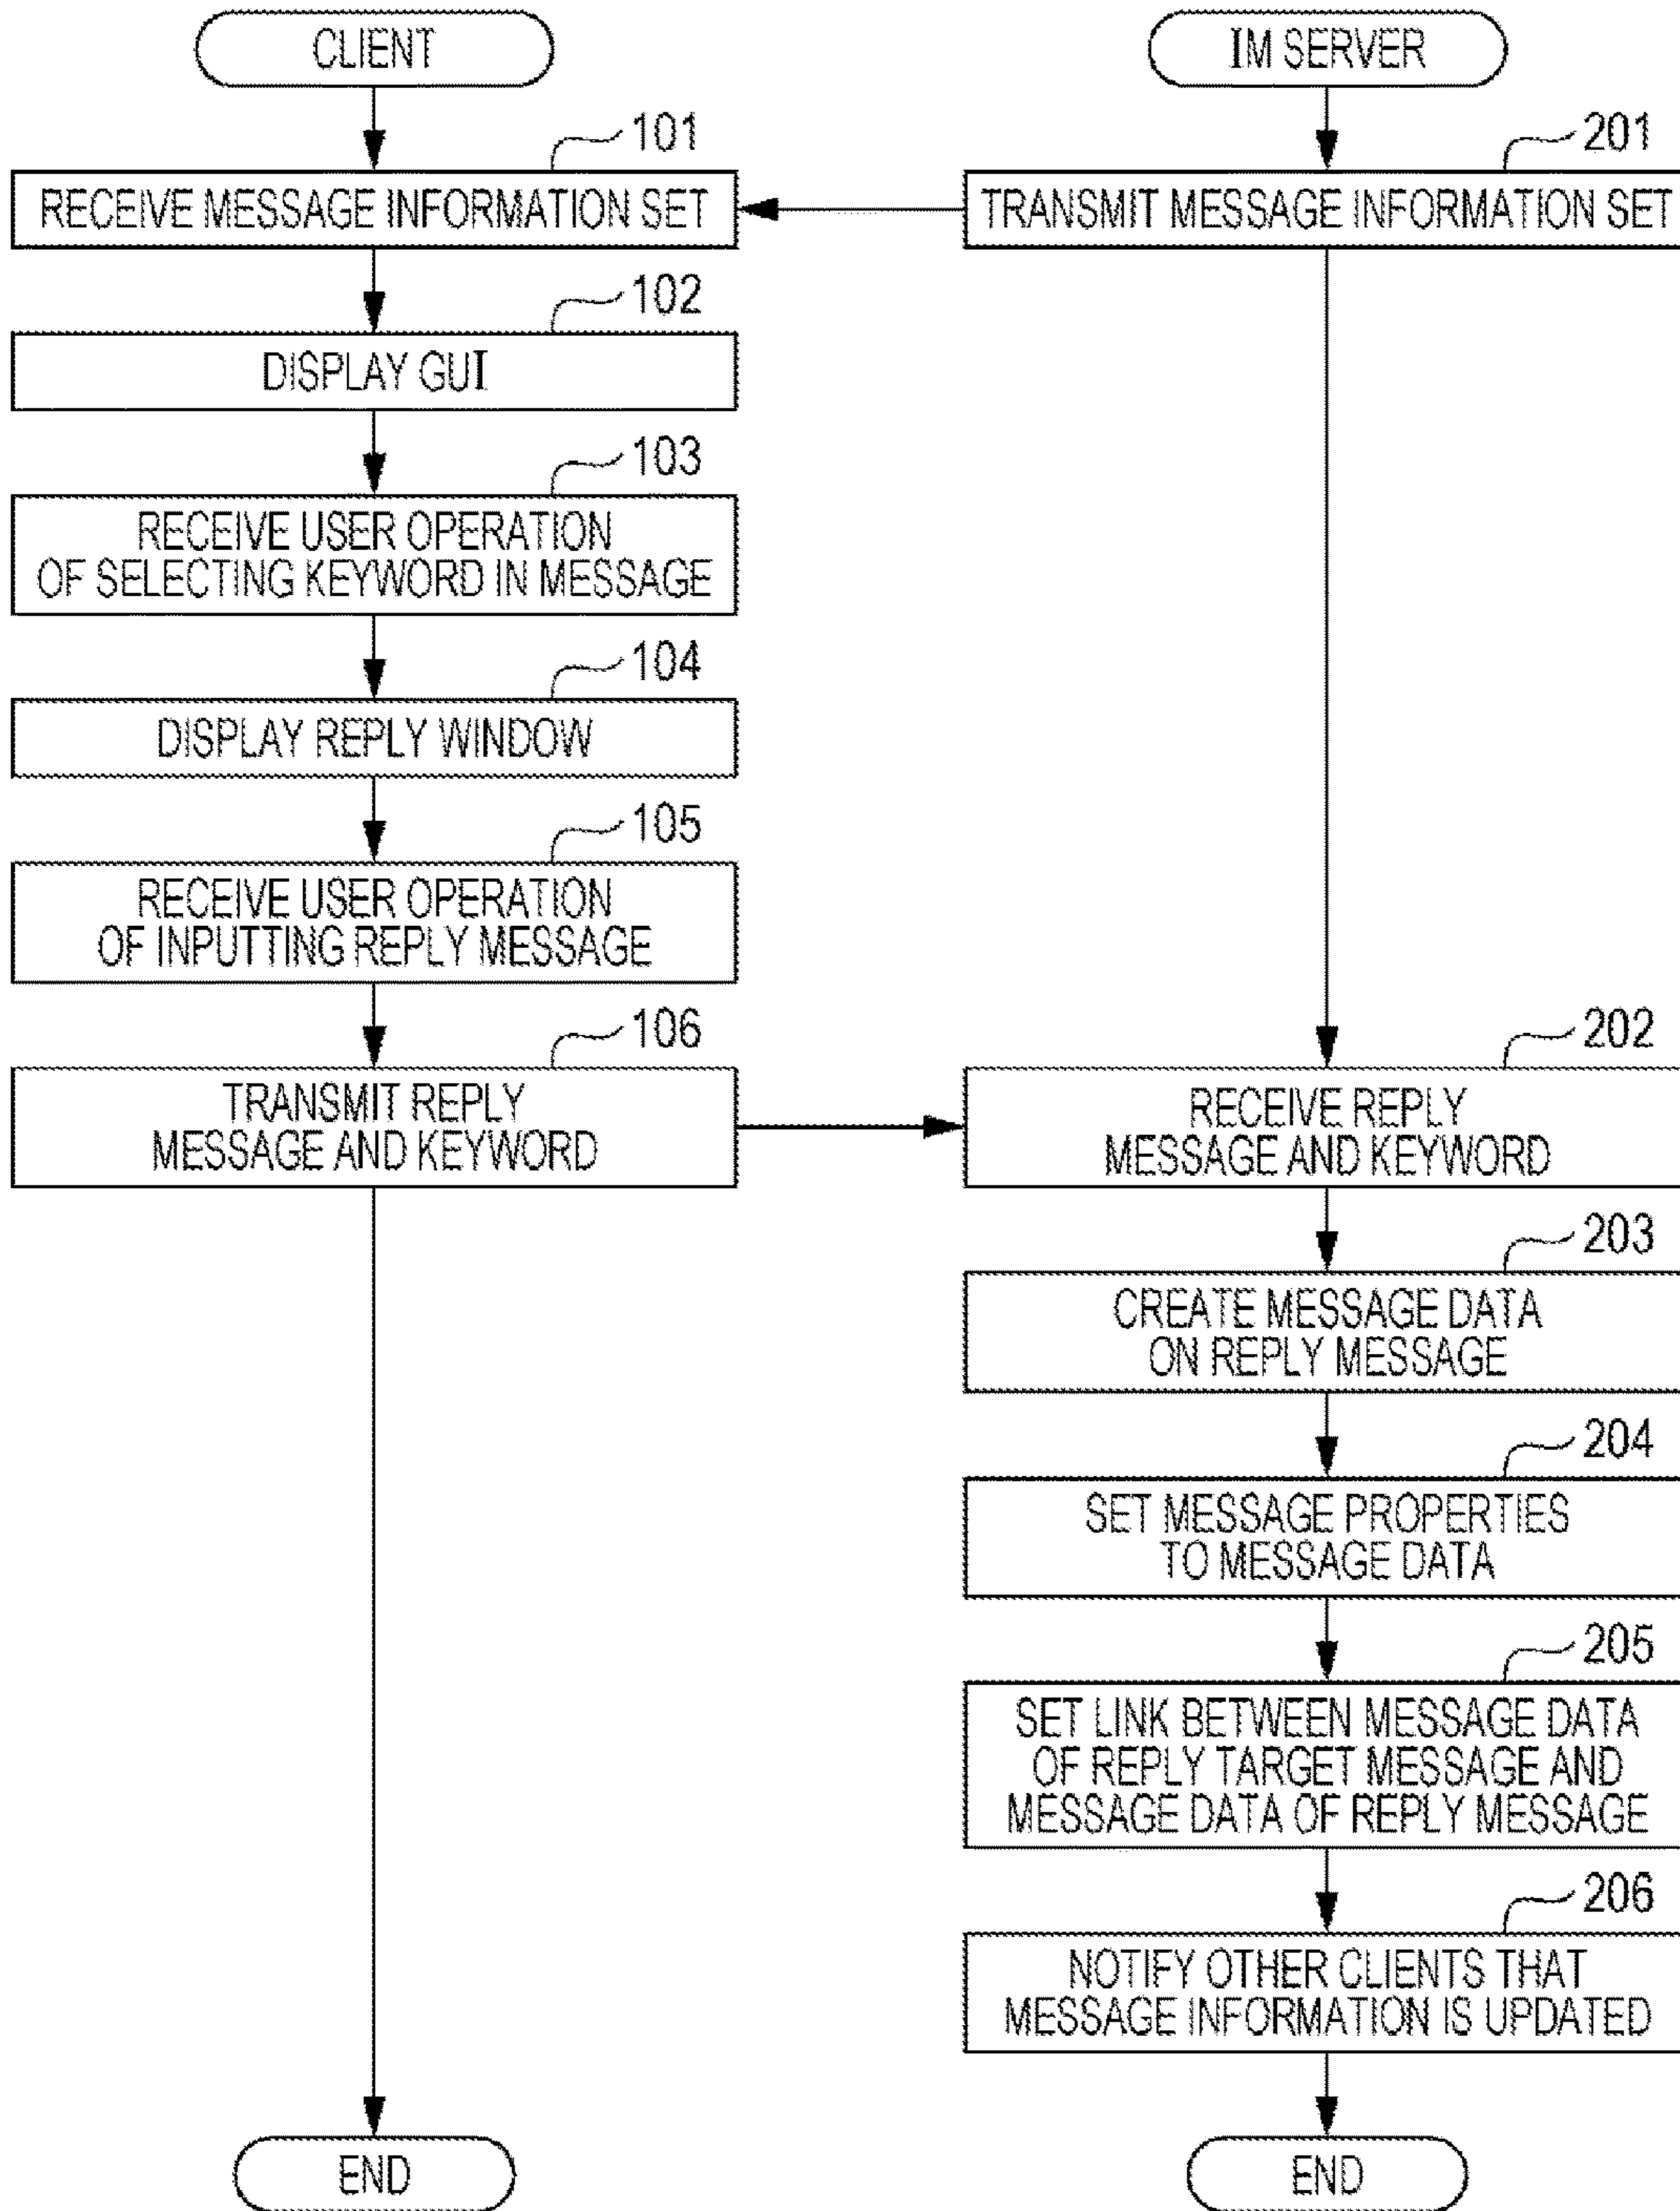 CLIENT
101
RECEIVE MESSAGE INFORMATION SET
102
DISPLAY GUI
103
RECEIVE USER OPERATION
OF SELECTING KEYWORD IN MESSAGE
104
DISPLAY REPLY WINDOW
105
RECEIVE USER OPERATION
OF INPUTTING REPLY MESSAGE
106
TRANSMIT REPLY
MESSAGE AND KEYWORD
END
IM SERVER
201
TRANSMIT MESSAGE INFORMATION SET
202
RECEIVE REPLY
MESSAGE AND KEYWORD
203
CREATE MESSAGE DATA
ON REPLY MESSAGE
204
SET MESSAGE PROPERTIES
TO MESSAGE DATA
205
SET LINK BETWEEN MESSAGE DATA
OF REPLY TARGET MESSAGE AND
MESSAGE DATA OF REPLY MESSAGE
206
NOTIFY OTHER CLIENTS THAT
MESSAGE INFORMATION IS UPDATED
END